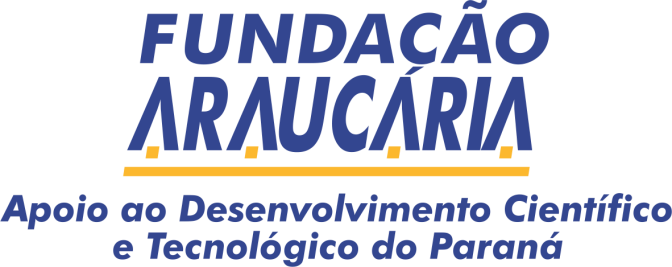 FUNDAÇÃO
ARAUCÁRIA
Apoio ao Desenvolvimento Científico
e Tecnológico do Paraná